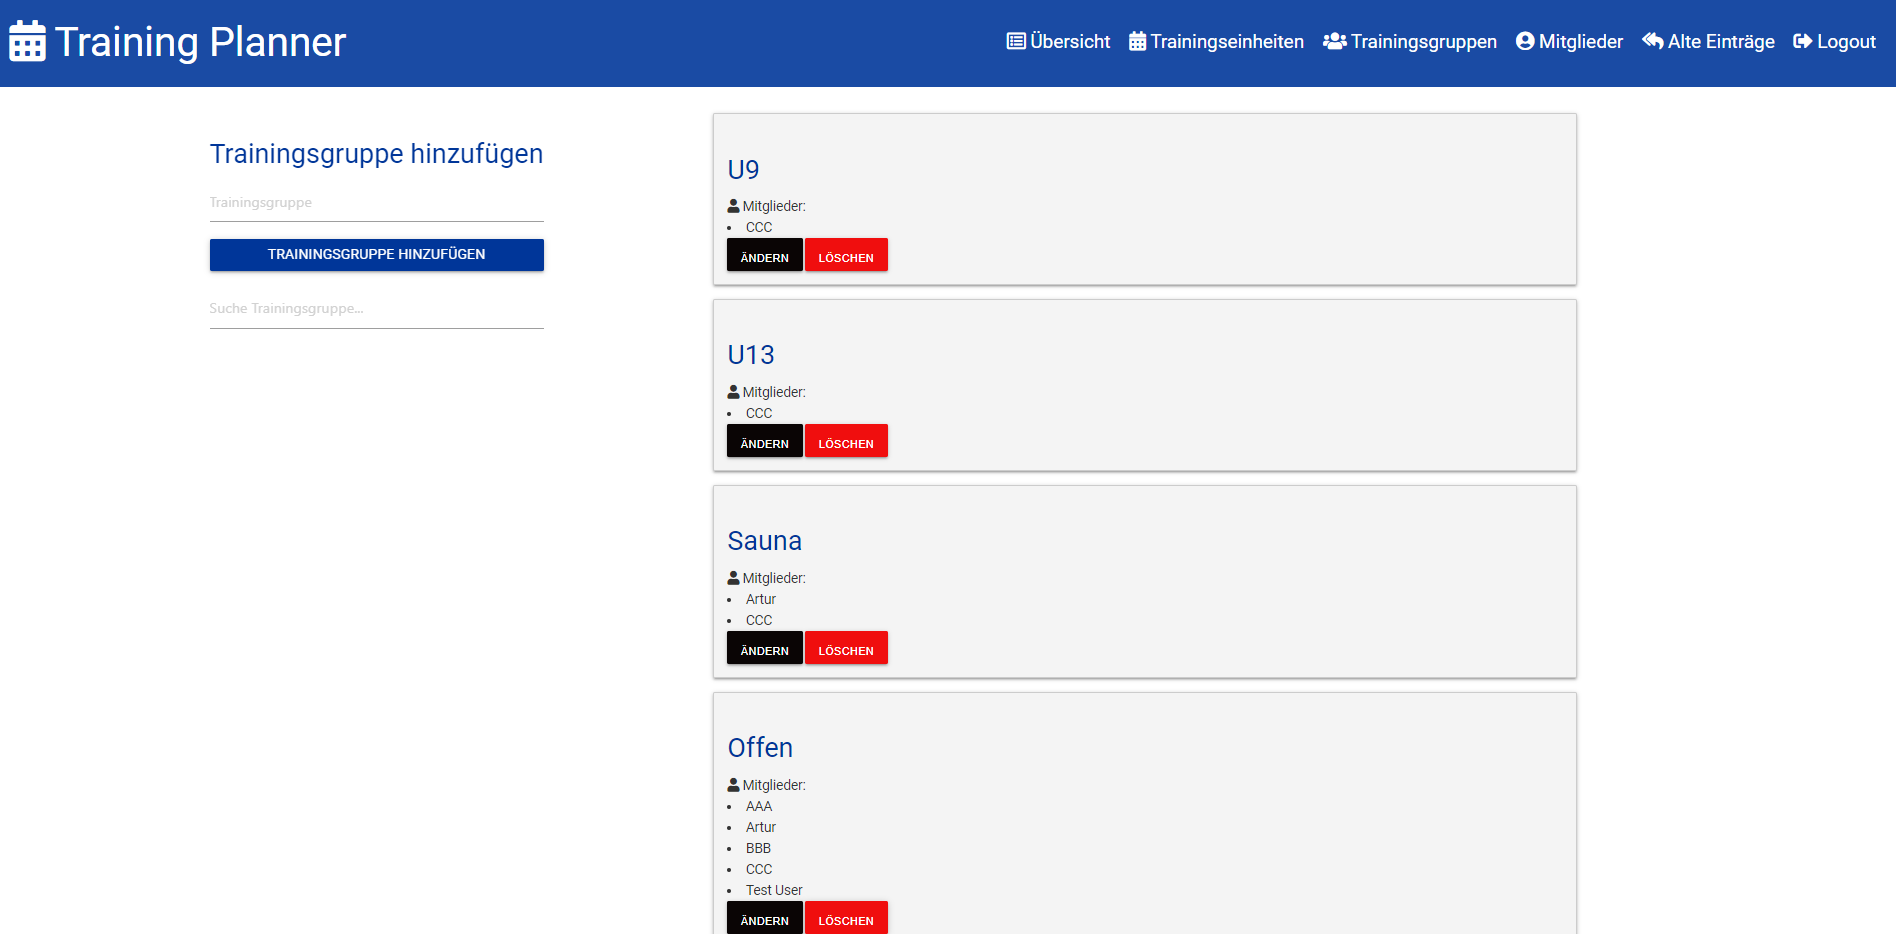 Training Planner
Übersicht Trainingseinheiten Trainingsgruppen Mitglieder Alte Einträge Logout
Trainingsgruppe hinzufügen
Trainingsgruppe
TRAININGSGRUPPE HINZUFÜGEN
Suche Trainingsgruppe...
U9
Mitglieder:
• CCC
ÄNDERN LÖSCHEN
U13
Mitglieder:
• CCC
ÄNDERN LÖSCHEN
Sauna
Mitglieder:
• Artur
• CCC
ÄNDERN LÖSCHEN
Offen
Mitglieder:
• AAA
• Artur
• BBB
• CCC
• Test User
ÄNDERN LÖSCHEN